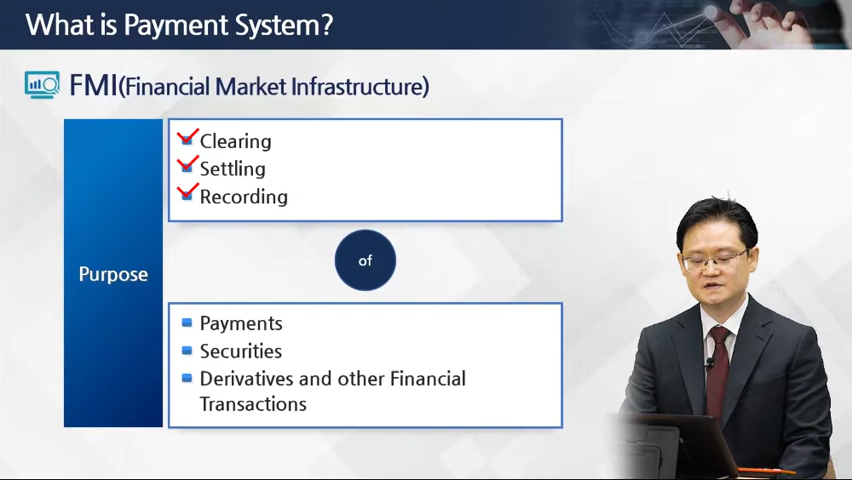 What is Payment System?
FMI(Financial Market Infrastructure)
Clearing
Settling
Recording
Purpose
of
Payments
Securities
Derivatives and other Financial
Transactions